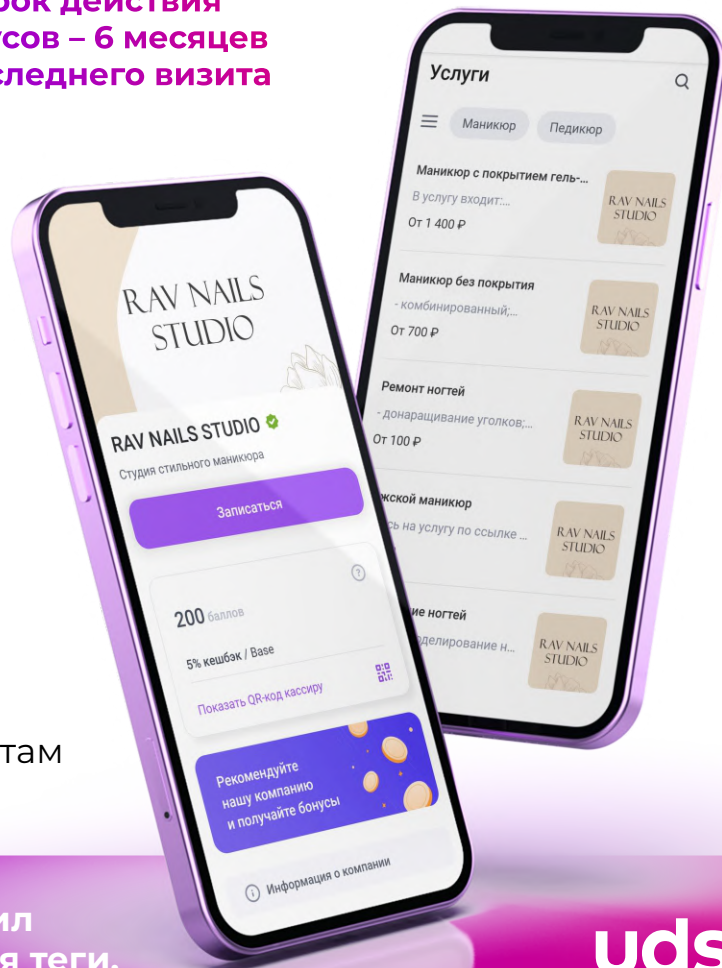 рок действия
усов – 6 месяцев
следнего визита
Услуги
Маникюр
Педикюр
Маникюр с покрытием гель-...
В услугу входит:...
От 1 400 ₽
RAV NAILS
STUDIO
Маникюр без покрытия
- комбинированный;...
От 700 ₽
RAV NAILS
STUDIO
Ремонт ногтей
- донаращивание уголков;...
От 100 ₽
RAV NAILS
STUDIO
жской маникюр
сь на услугу по ссылке ...
RAV NAILS
STUDIO
ие ногтей
оделирование н...
RAV NAILS
STUDIO
RAV NAILS
STUDIO
RAV NAILS STUDIO
Студия стильного маникюра
Записаться
200 баллов
5% кешбэк / Base
Показать QR-код кассиру
Рекомендуйте
нашу компанию
и получайте бонусы
Информация о компании
там
ил
я теги.
uds